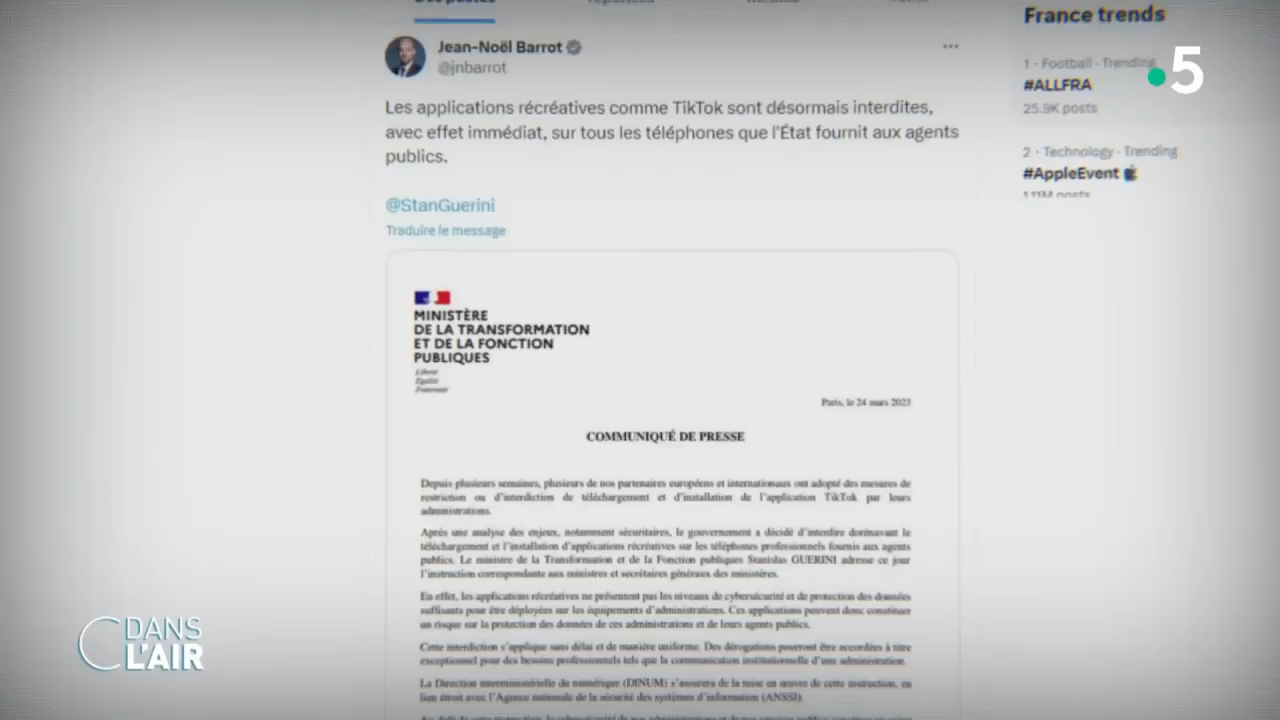 Jean-Noël Barrot
@jnbarrot
Les applications récréatives comme TikTok sont désormais interdites,
avec effet immédiat, sur tous les téléphones que l'État fournit aux agents
publics.
@StanGuerini
Traduire le message
MINISTÈRE
DE LA TRANSFORMATION
ET DE LA FONCTION
PUBLIQUES
Liberté
Égalité
Fraternité
Paris, le 24 mars 2023
COMMUNIQUÉ DE PRESSE
Depuis plusieurs semaines, plusieurs de nos partenaires européens et internationaux ont adopté des mesures de
restriction ou d'interdiction de téléchargement et d'installation de l'application TikTok par leurs
administrations.
Après une analyse des enjeux, notamment sécuritaires, le gouvernement a décidé d'interdire dorénavant le
téléchargement et l'installation d'applications récréatives sur les téléphones professionnels fournis aux agents
publics. Le ministre de la Transformation et de la Fonction publiques Stanislas GUERINI adresse ce jour
l'instruction correspondante aux ministres et secrétaires généraux des ministères.
En effet, les applications récréatives ne présentent pas les niveaux de cybersécurité et de protection des données
suffisants pour être déployées sur les équipements d'administrations. Ces applications peuvent donc constituer
un risque sur la protection des données de ces administrations et de leurs agents publics.
Cette interdiction s'applique sans délai et de manière uniforme. Des dérogations pourront être accordées à titre
exceptionnel pour des besoins professionnels tels que la communication institutionnelle d'une administration.
La Direction interministérielle du numérique (DINUM) s'assurera de la mise en œuvre de cette instruction, en
lien étroit avec l'Agence nationale de la sécurité des systèmes d'information (ANSSI).
France trends
1 · Football · Trending
#ALLFRA
25.9K posts
2 · Technology · Trending
#AppleEvent
5
DANS
L'AIR